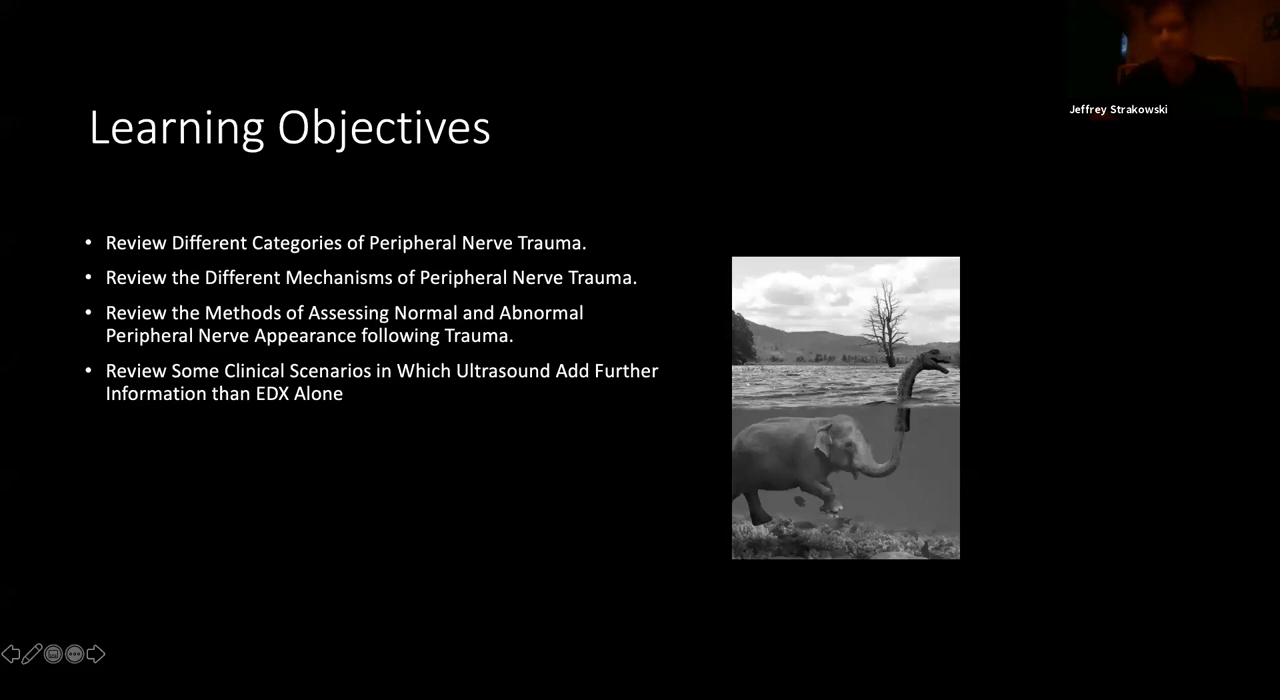 Jeffrey Strakowski
Learning Objectives
• Review Different Categories of Peripheral Nerve Trauma.
• Review the Different Mechanisms of Peripheral Nerve Trauma.
• Review the Methods of Assessing Normal and Abnormal
Peripheral Nerve Appearance following Trauma.
• Review Some Clinical Scenarios in Which Ultrasound Add Further
Information than EDX Alone